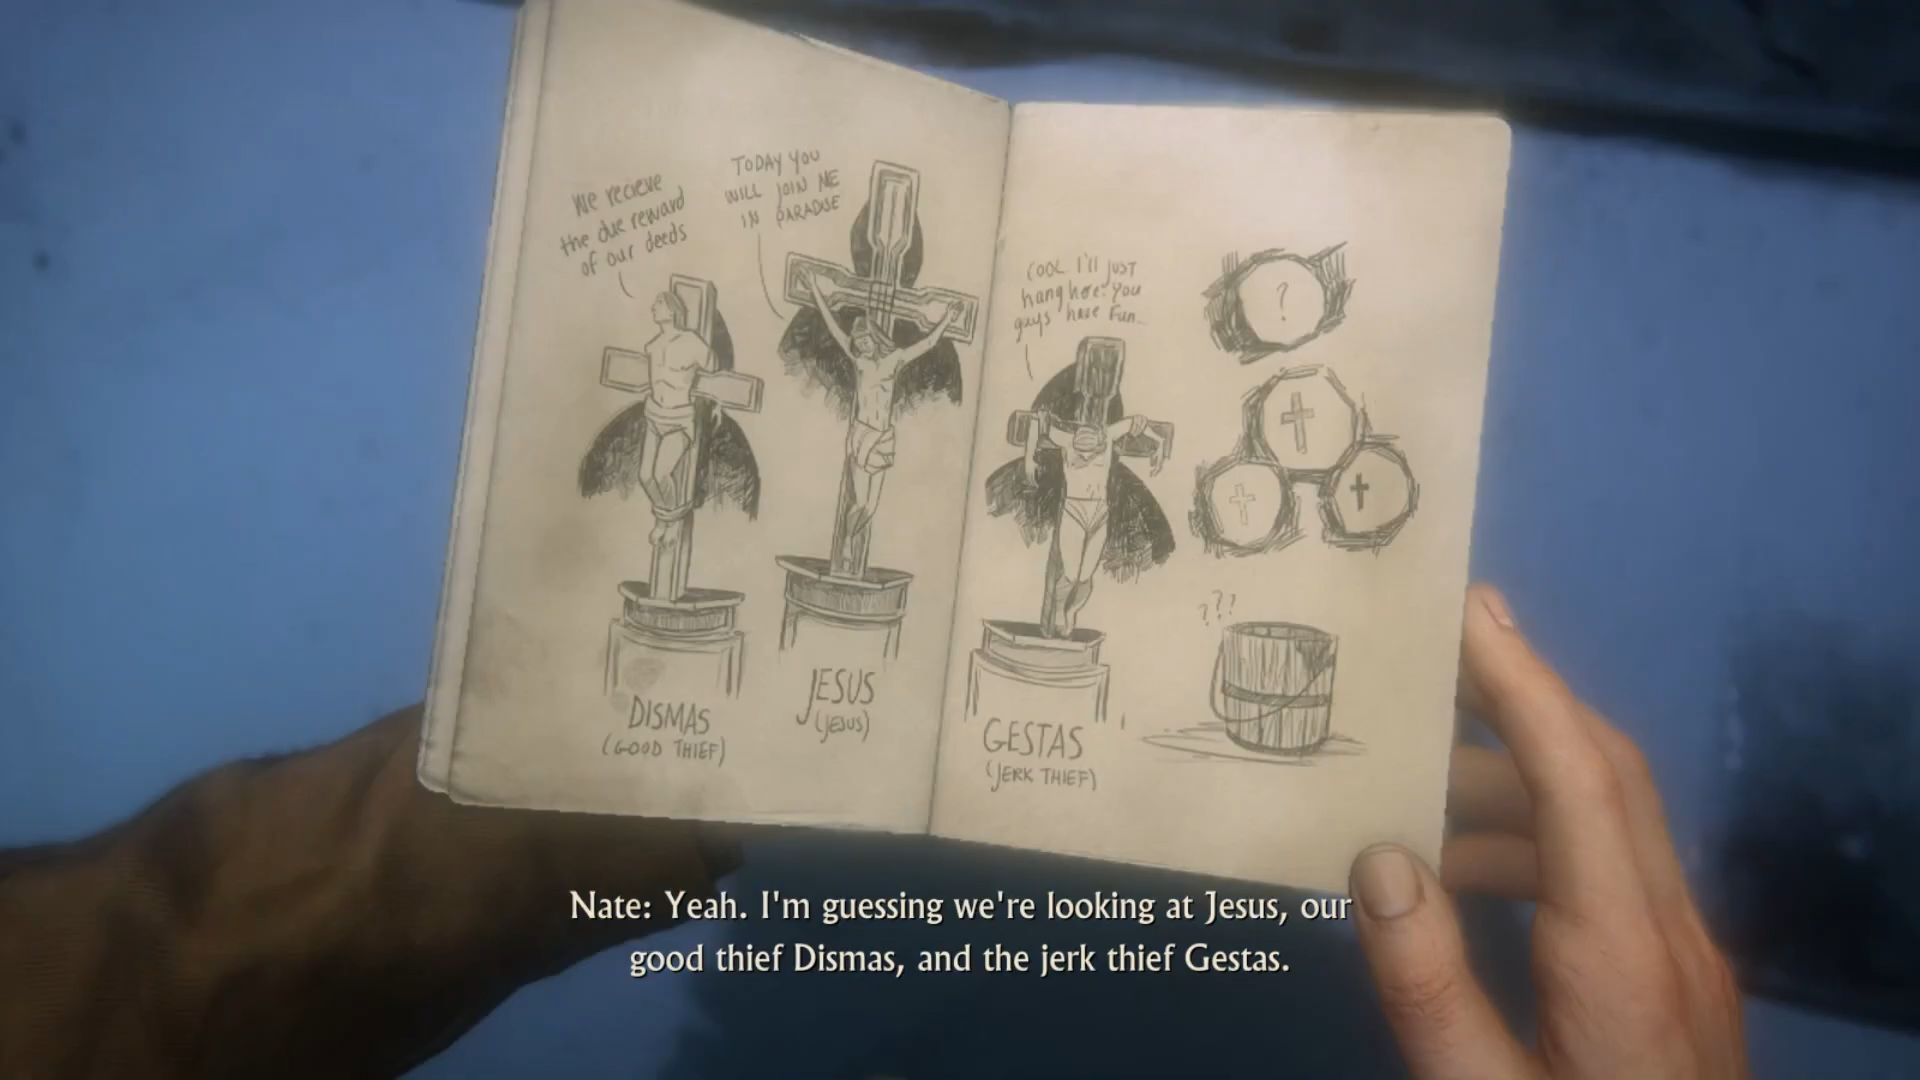 We recieve
the due reward
of our deeds
TODAY YOU
WILL JOIN ME
IN PARADISE
COOL I'll JUST
hang here. You
guys have Fun...
?
???
DISMAS
(GOOD THIEF)
JESUS
(JESUS)
GESTAS
(JERK THIEF)
Nate: Yeah. I'm guessing we're looking at Jesus, our
good thief Dismas, and the jerk thief Gestas.